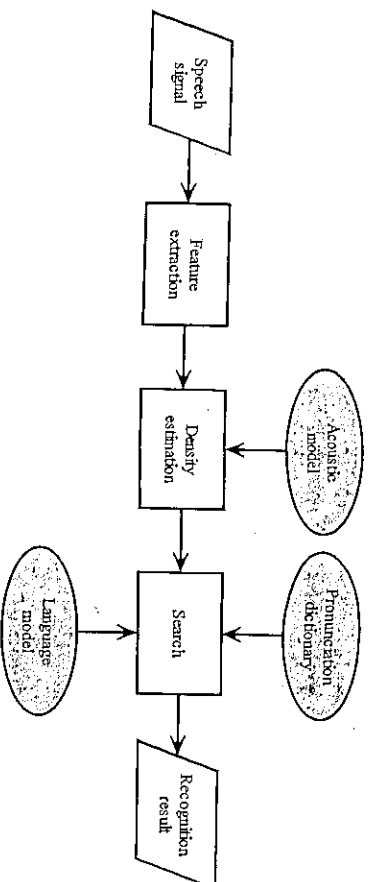 Speech
signal
Feature
extraction
Density
estimation
Acoustic
model
Search
Pronunciation
dictionary
Language
model
Recognition
result